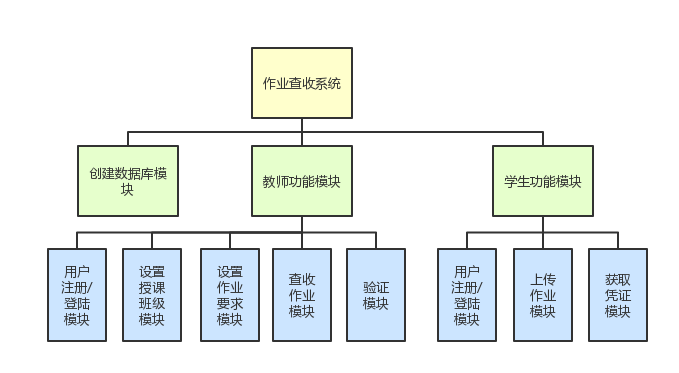 作业查收系统
创建数据库模
块
教师功能模块
学生功能模块
用户
注册/
登陆
模块
设置
授课
班级
模块
设置
作业
要求
模块
查收
作业
模块
验证
模块
用户
注册/
登陆
模块
上传
作业
模块
获取
凭证
模块